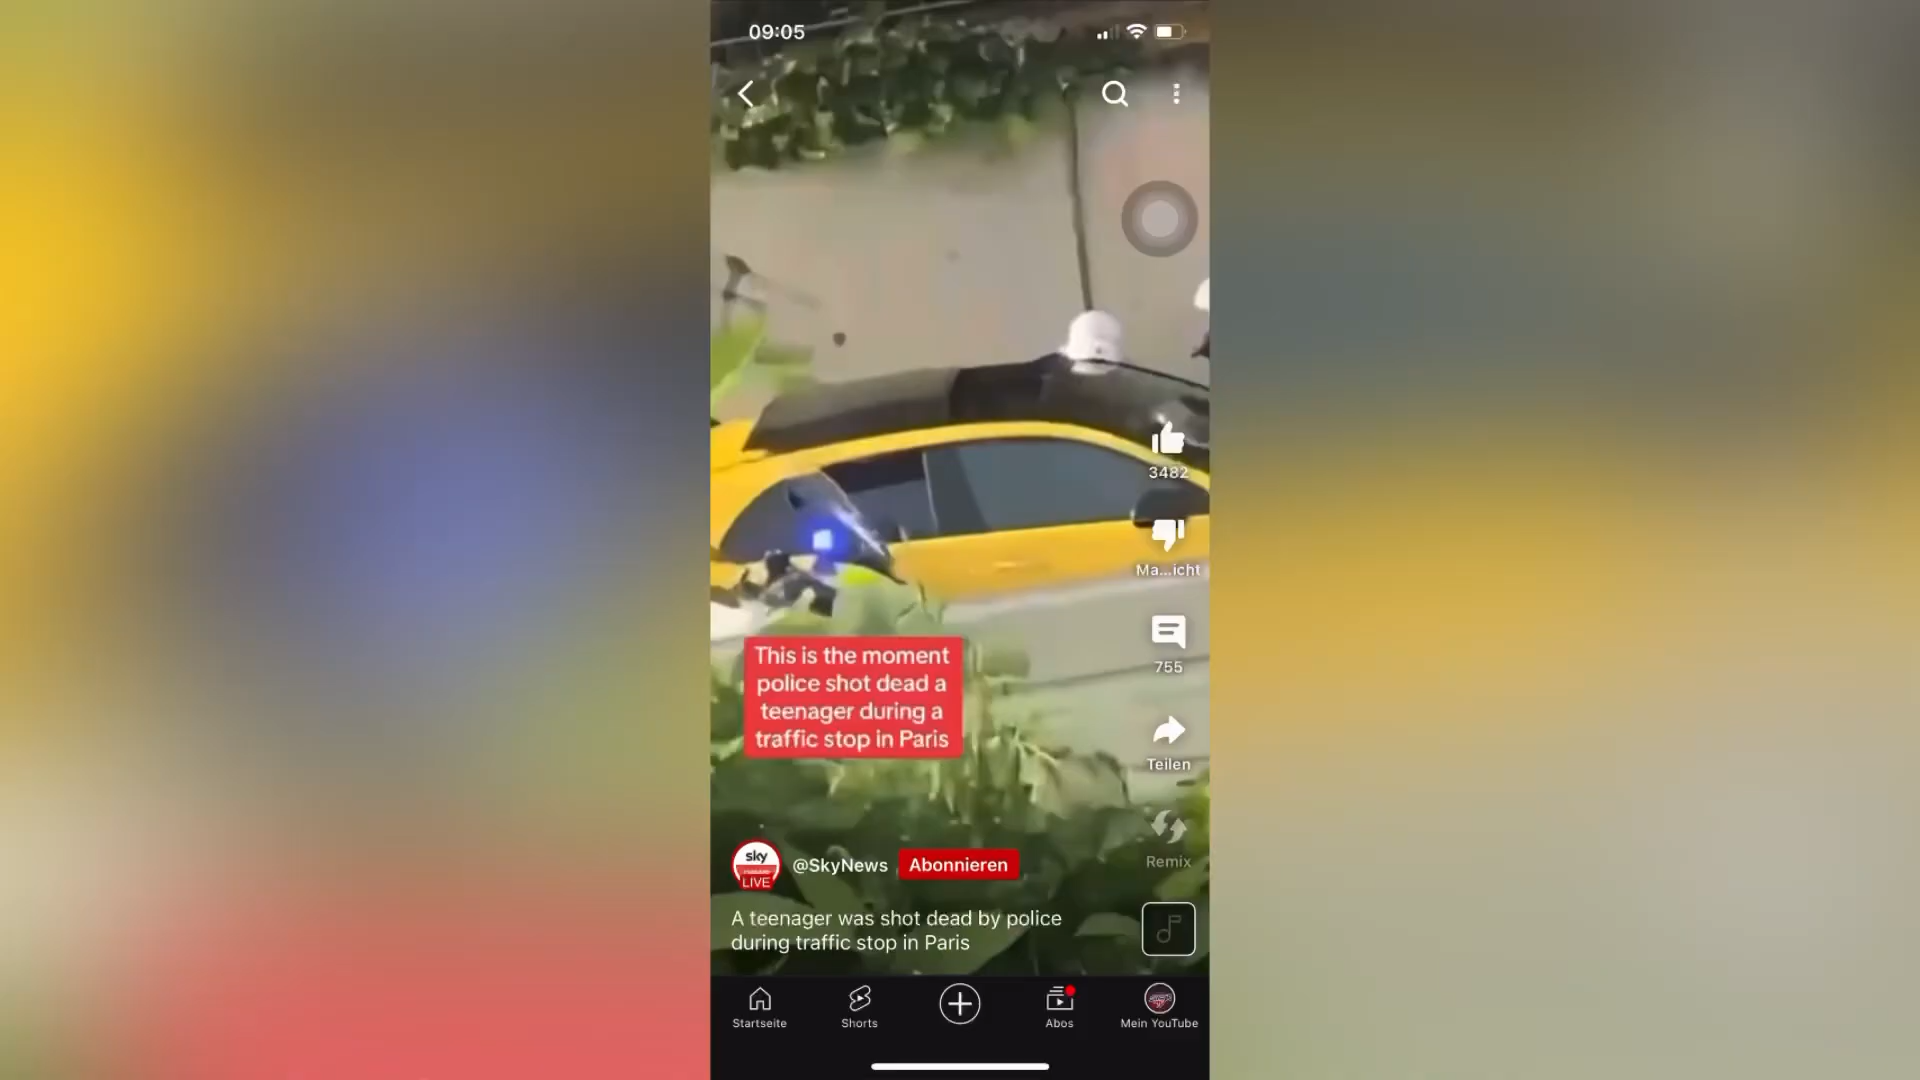 09:05
3482
Ma...icht
This is the moment
police shot dead a
teenager during a
traffic stop in Paris
755
Teilen
Remix
sky
LIVE
@SkyNews
Abonnieren
A teenager was shot dead by police
during traffic stop in Paris
Startseite
Shorts
Abos
Mein YouTube